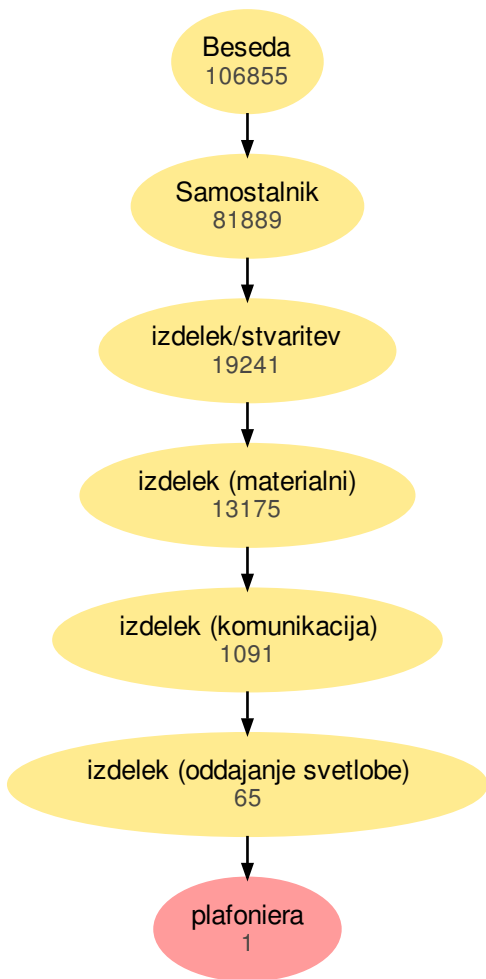 Beseda
106855
Samostalnik
81889
izdelek/stvaritev
19241
izdelek (materialni)
13175
izdelek (komunikacija)
1091
izdelek (oddajanje svetlobe)
65
plafoniera
1